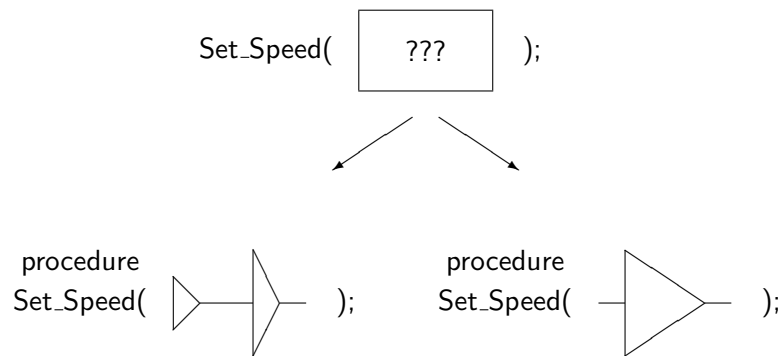 Set_Speed( ??? );
procedure procedure
Set_Speed( ); Set_Speed( );